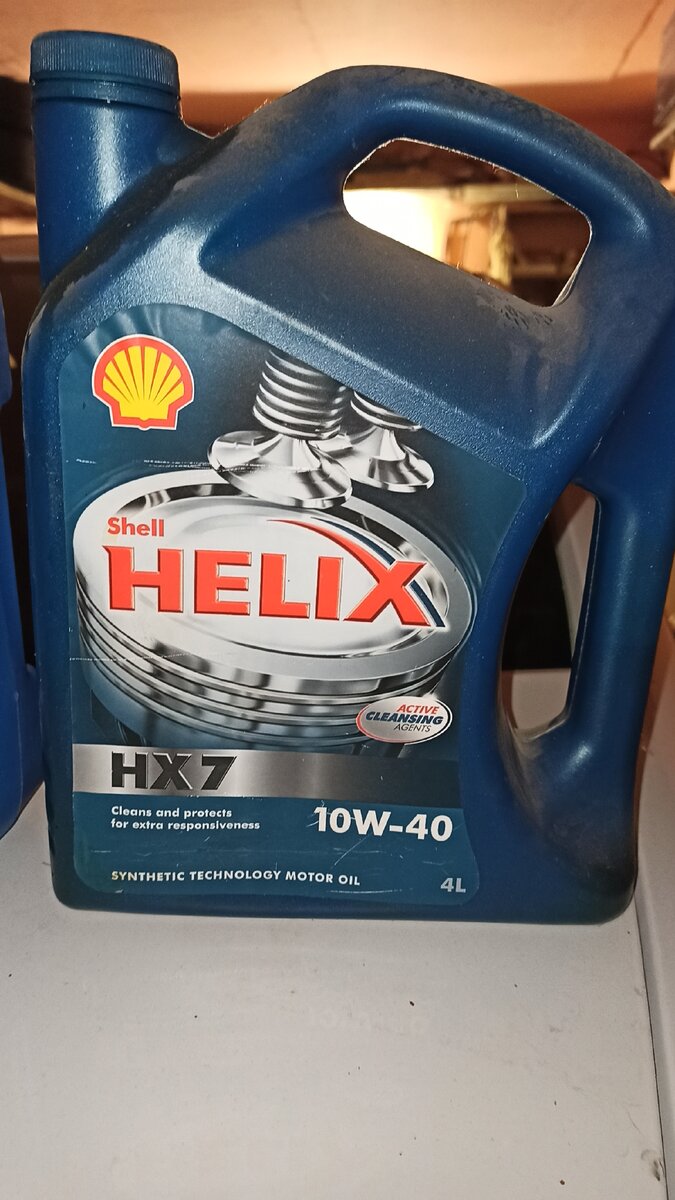 Shell
HELIX
ACTIVE
CLEANSING
AGENTS
HX7
Cleans and protects
for extra responsiveness
10W-40
SYNTHETIC TECHNOLOGY MOTOR OIL
4L